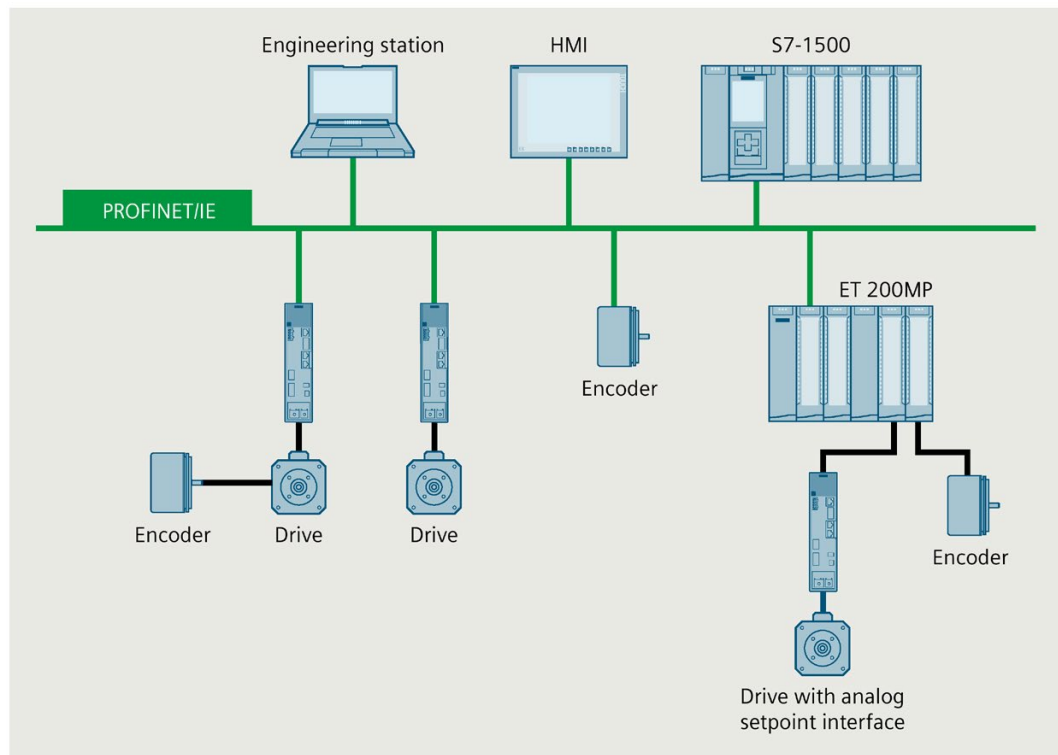 Engineering station
HMI
S7-1500
PROFINET/IE
ET 200MP
Encoder
Encoder
Drive
Drive
Encoder
Drive with analog
setpoint interface